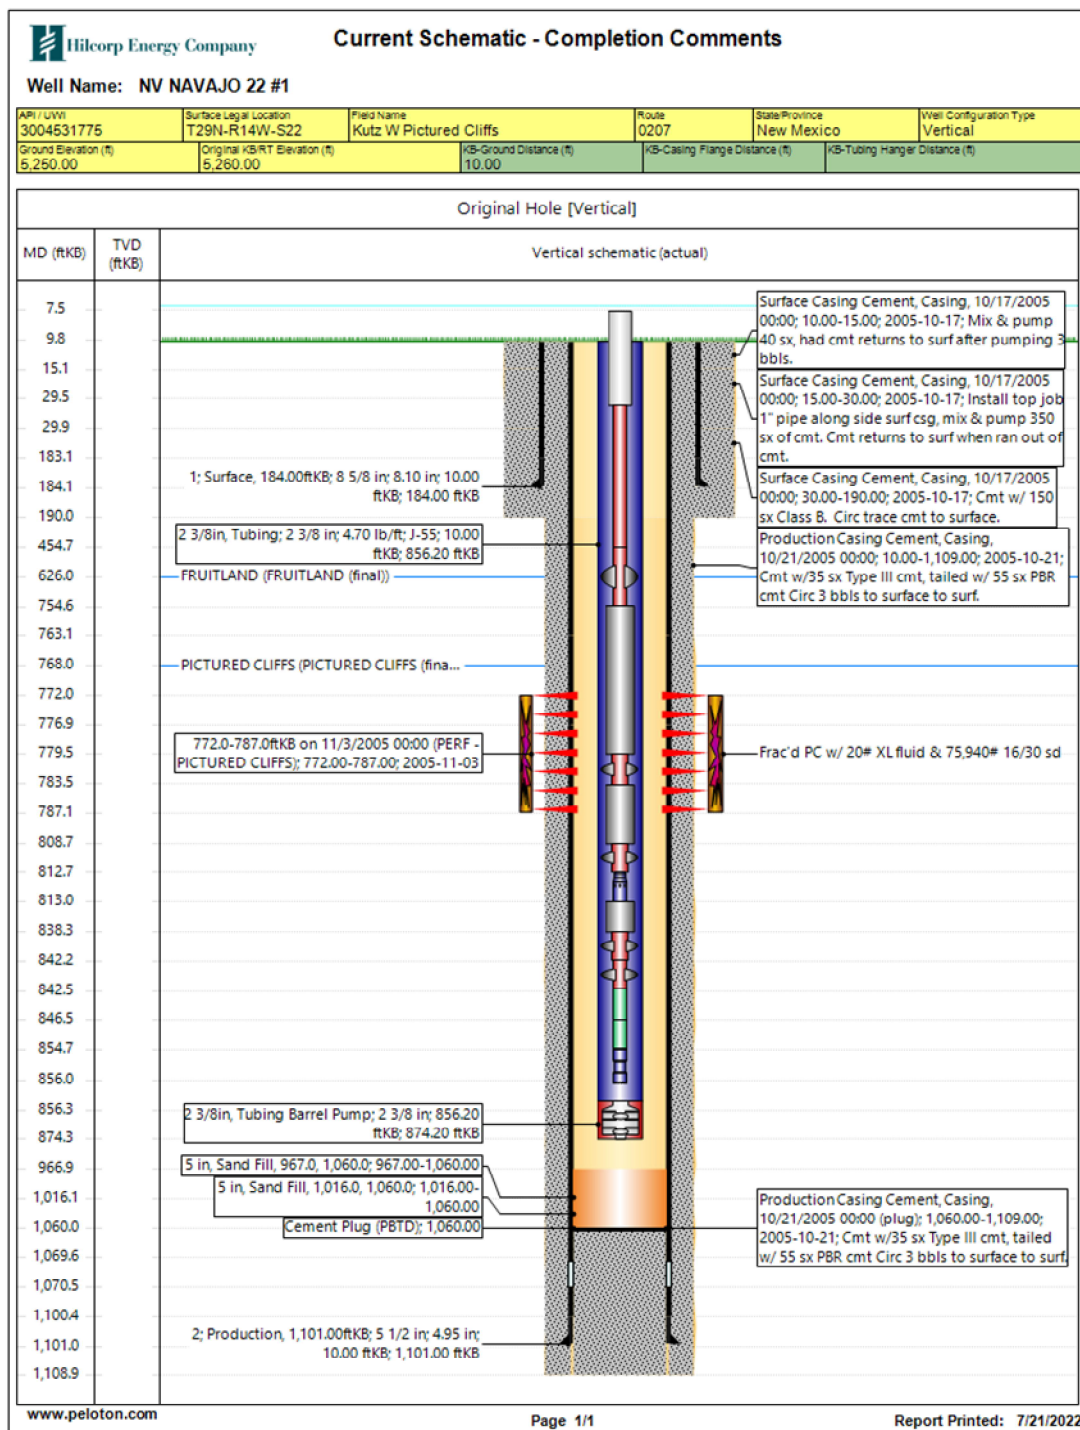 Hilcorp Energy Company
Current Schematic - Completion Comments
Well Name: NV NAVAJO 22 #1
API / UWI
3004531775
Surface Legal Location
T29N-R14W-S22
Field Name
Kutz W Pictured Cliffs
Route
0207
State/Province
New Mexico
Well Configuration Type
Vertical
Ground Elevation (ft)
5,250.00
Original KB/RT Elevation (ft)
5,260.00
KB-Ground Distance (ft)
10.00
KB-Casing Flange Distance (ft)
KB-Tubing Hanger Distance (ft)
Original Hole [Vertical]
MD (ftKB)
TVD
(ftKB)
Vertical schematic (actual)
7.5
9.8
15.1
29.5
29.9
183.1
184.1
190.0
454.7
626.0
754.6
763.1
768.0
772.0
776.9
779.5
783.5
787.1
808.7
812.7
813.0
838.3
842.2
842.5
846.5
854.7
856.0
856.3
874.3
966.9
1,016.1
1,060.0
1,069.6
1,070.5
1,100.4
1,101.0
1,108.9
1; Surface, 184.00ftKB; 8 5/8 in; 8.10 in; 10.00
ftKB; 184.00 ftKB
2 3/8in, Tubing; 2 3/8 in; 4.70 lb/ft; J-55; 10.00
ftKB; 856.20 ftKB
FRUITLAND (FRUITLAND (final))
PICTURED CLIFFS (PICTURED CLIFFS (fina...
772.0-787.0ftKB on 11/3/2005 00:00 (PERF -
PICTURED CLIFFS); 772.00-787.00; 2005-11-03
2 3/8in, Tubing Barrel Pump; 2 3/8 in; 856.20
ftKB; 874.20 ftKB
5 in, Sand Fill, 967.0, 1,060.0; 967.00-1,060.00
5 in, Sand Fill, 1,016.0, 1,060.0; 1,016.00-
1,060.00
Cement Plug (PBTD); 1,060.00
2; Production, 1,101.00ftKB; 5 1/2 in; 4.95 in;
10.00 ftKB; 1,101.00 ftKB
Surface Casing Cement, Casing, 10/17/2005
00:00; 10.00-15.00; 2005-10-17; Mix & pump
40 sx, had cmt returns to surf after pumping 3
bbls.
Surface Casing Cement, Casing, 10/17/2005
00:00; 15.00-30.00; 2005-10-17; Install top job
1" pipe along side surf csg, mix & pump 350
sx of cmt. Cmt returns to surf when ran out of
cmt.
Surface Casing Cement, Casing, 10/17/2005
00:00; 30.00-190.00; 2005-10-17; Cmt w/ 150
sx Class B. Circ trace cmt to surface.
Production Casing Cement, Casing,
10/21/2005 00:00; 10.00-1,109.00; 2005-10-21;
Cmt w/35 sx Type III cmt, tailed w/ 55 sx PBR
cmt Circ 3 bbls to surface to surf.
Frac'd PC w/ 20# XL fluid & 75,940# 16/30 sd
Production Casing Cement, Casing,
10/21/2005 00:00 (plug); 1,060.00-1,109.00;
2005-10-21; Cmt w/35 sx Type III cmt, tailed
w/ 55 sx PBR cmt Circ 3 bbls to surface to surf.
www.peloton.com
Page 1/1
Report Printed: 7/21/2022